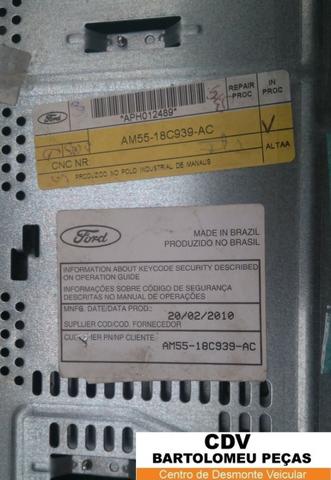 Ford
*APH012489*
REPAIR
PROC
IN
PROC
AM55-18C939-AC
V
CNC NR.
ALTAA
PRODUZIDO NO POLO INDUSTRIAL DE MANAUS
Ford
MADE IN BRAZIL
PRODUZIDO NO BRASIL
INFORMATION ABOUT KEYCODE SECURITY DESCRIBED
ON OPERATION GUIDE
INFORMAÇÕES SOBRE CÓDIGO DE SEGURANÇA
DESCRITAS NO MANUAL DE OPERAÇÕES
MNFG. DATE/DATA PROD.:
20/02/2010
SUPLLIER COD/COD. FORNECEDOR
CUSTOMER PN/NP CLIENTE:
AM55-18C939-AC
CDV
BARTOLOMEU PEÇAS
Centro de Desmonte Veicular